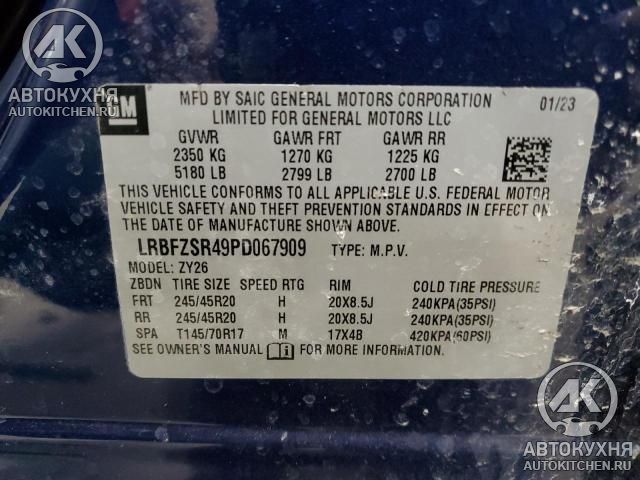 АК
АВТОКУХНЯ
AUTOKITCHEN.RU
GM
MFD BY SAIC GENERAL MOTORS CORPORATION 01/23
LIMITED FOR GENERAL MOTORS LLC
GVWR GAWR FRT GAWR RR
2350 KG 1270 KG 1225 KG
5180 LB 2799 LB 2700 LB
THIS VEHICLE CONFORMS TO ALL APPLICABLE U.S. FEDERAL MOTOR
VEHICLE SAFETY AND THEFT PREVENTION STANDARDS IN EFFECT ON
THE DATE OF MANUFACTURE SHOWN ABOVE.
LRBFZSR49PD067909 TYPE: M.P.V.
MODEL: ZY26
ZBDN TIRE SIZE SPEED RTG RIM COLD TIRE PRESSURE
FRT 245/45R20 H 20X8.5J 240KPA(35PSI)
RR 245/45R20 H 20X8.5J 240KPA(35PSI)
SPA T145/70R17 M 17X4B 420KPA(60PSI)
SEE OWNER'S MANUAL FOR MORE INFORMATION.
АК
АВТОКУХНЯ
AUTOKITCHEN.RU